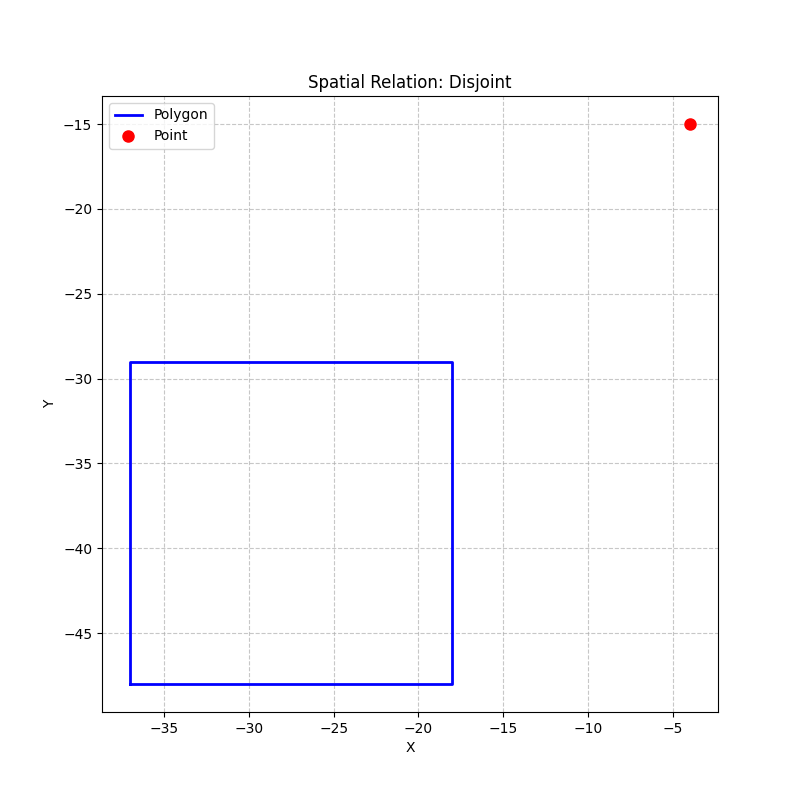 Spatial Relation: Disjoint
Polygon
Point
−15
−20
−25
−30
−35
−40
−45
Y
−35 −30 −25 −20 −15 −10 −5
X